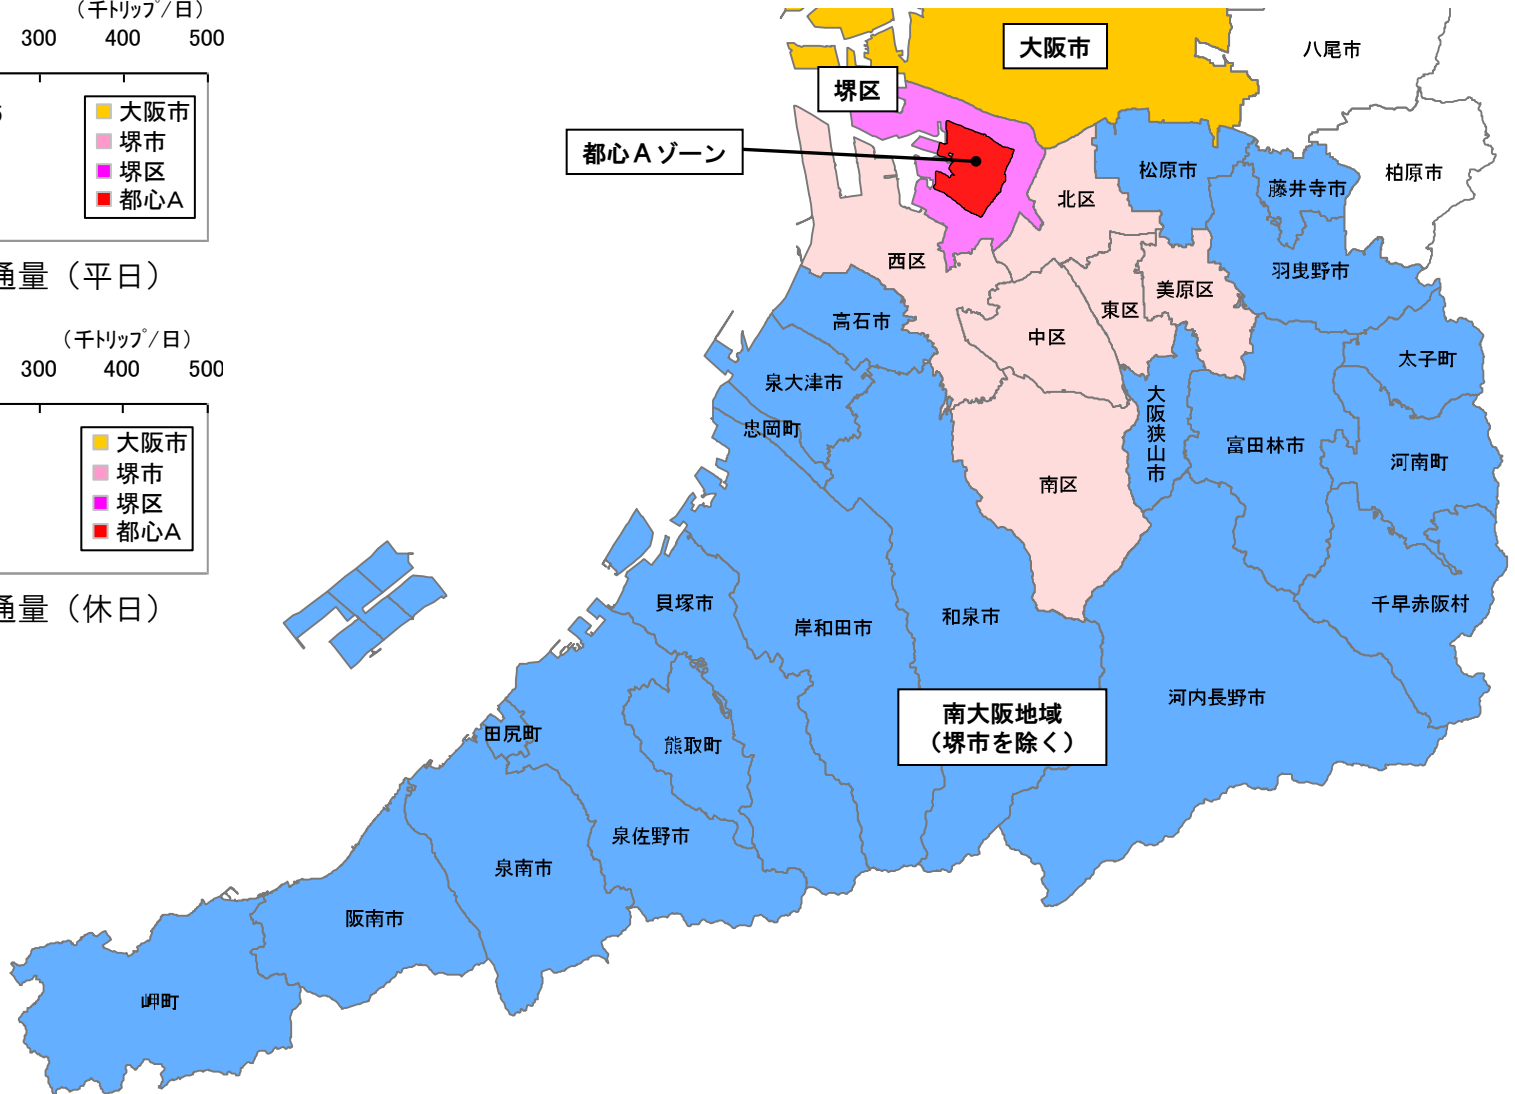 (千トリップ/日)
300 400 500
大阪市
堺市
堺区
都心A
通量（平日）
(千トリップ/日)
300 400 500
大阪市
堺市
堺区
都心A
通量（休日）
大阪市
八尾市
堺区
都心Aゾーン
松原市
藤井寺市
柏原市
北区
西区
羽曳野市
美原区
東区
高石市
中区
太子町
泉大津市
大阪狭山市
忠岡町
富田林市
河南町
南区
貝塚市
千早赤阪村
和泉市
岸和田市
河内長野市
南大阪地域
（堺市を除く）
田尻町
熊取町
泉佐野市
泉南市
阪南市
岬町